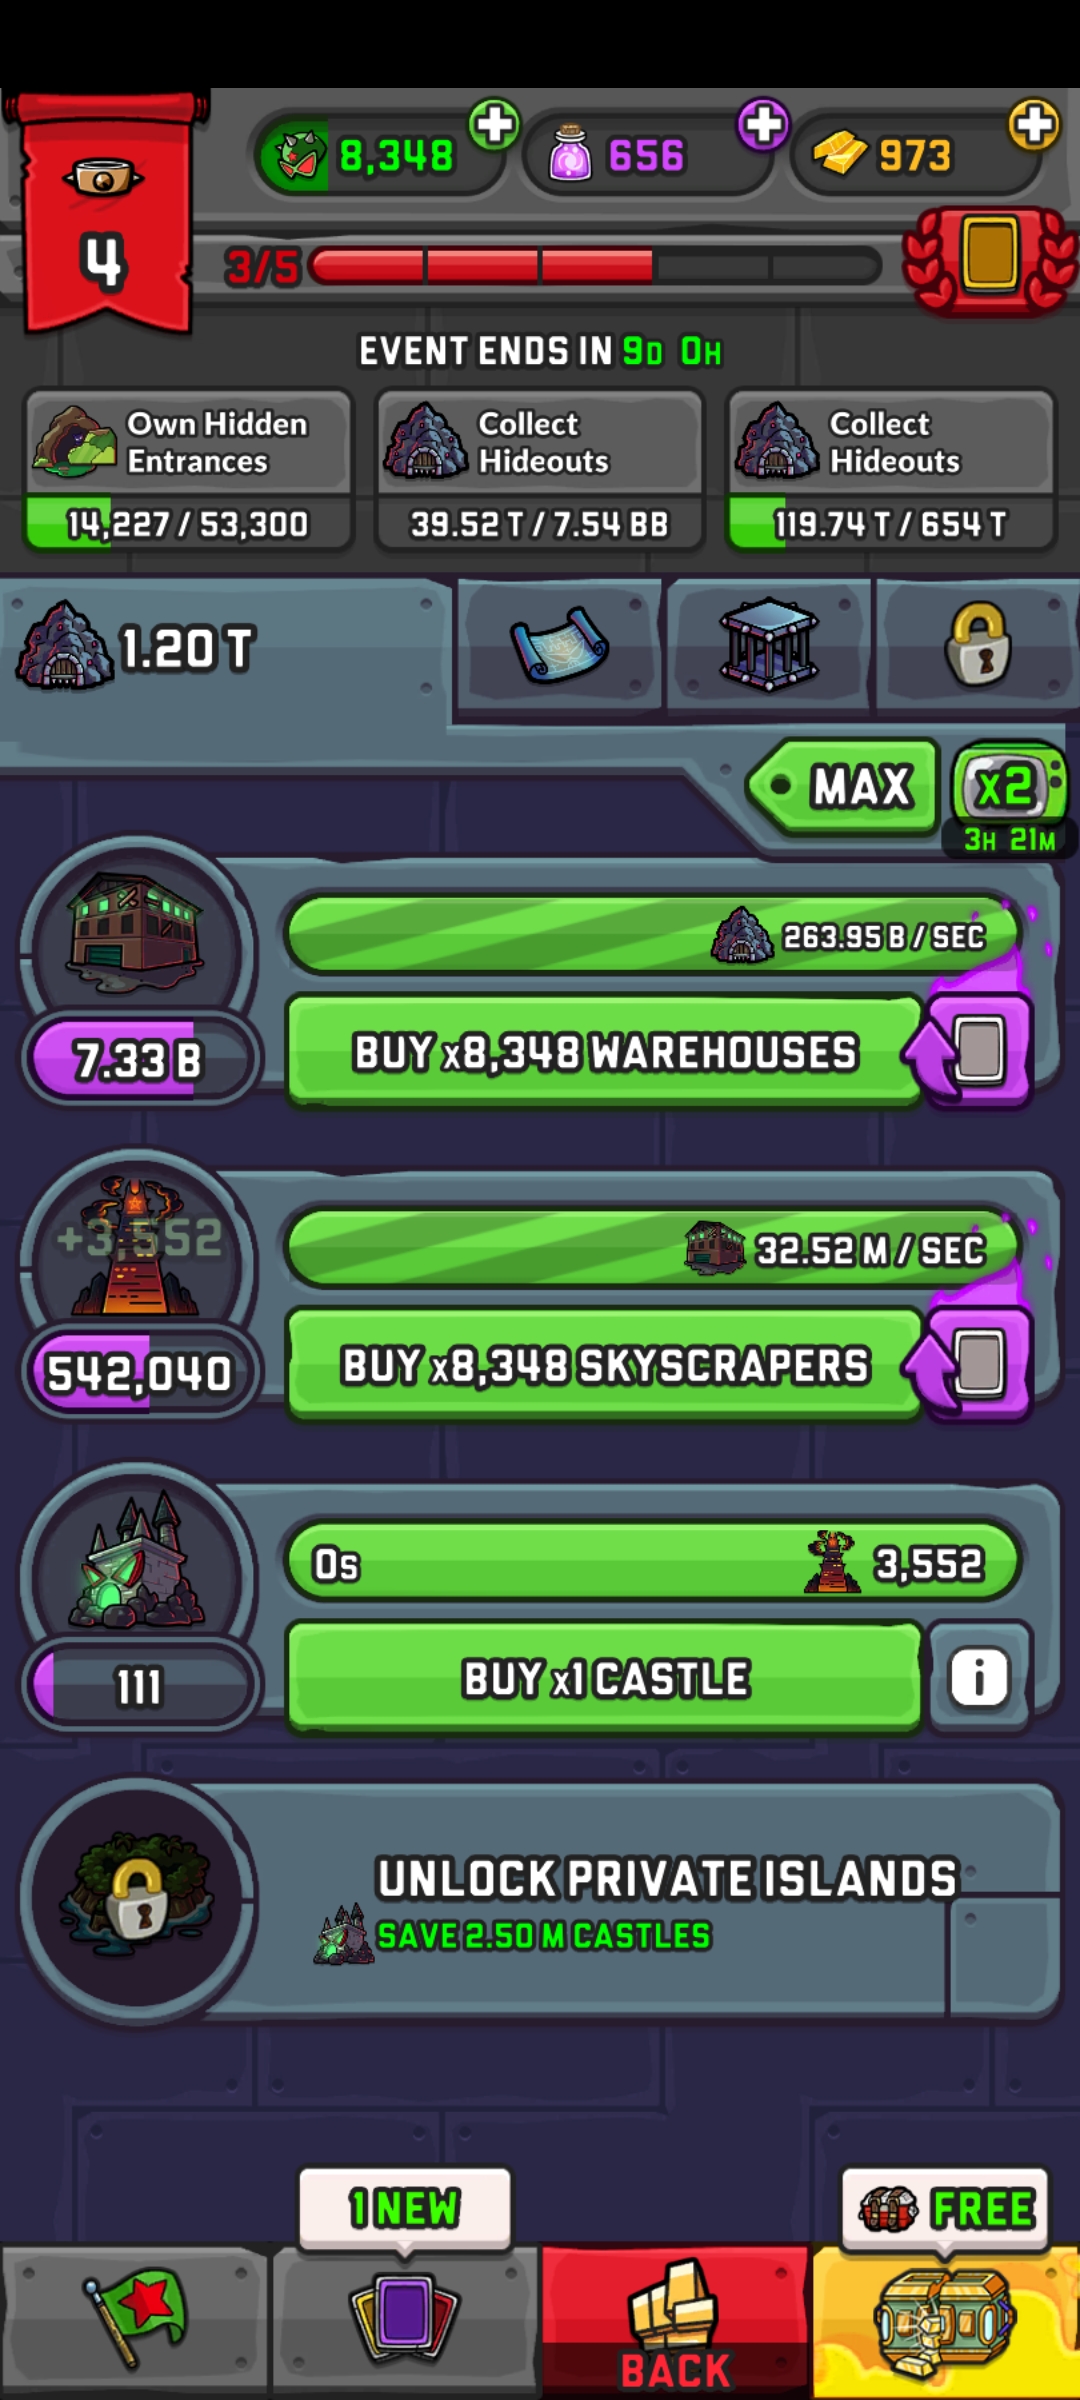 8,348
656
973
4
3/5
EVENT ENDS IN 9D 0H
Own Hidden
Entrances
14,227 / 53,300
Collect
Hideouts
39.52 T / 7.54 BB
Collect
Hideouts
119.74 T / 654 T
1.20 T
MAX
x2
3H 21M
263.95 B / SEC
7.33 B
BUY x8,348 WAREHOUSES
+3,552
32.52 M / SEC
542,040
BUY x8,348 SKYSCRAPERS
0s
3,552
111
BUY x1 CASTLE
i
UNLOCK PRIVATE ISLANDS
SAVE 2.50 M CASTLES
1 NEW
FREE
BACK